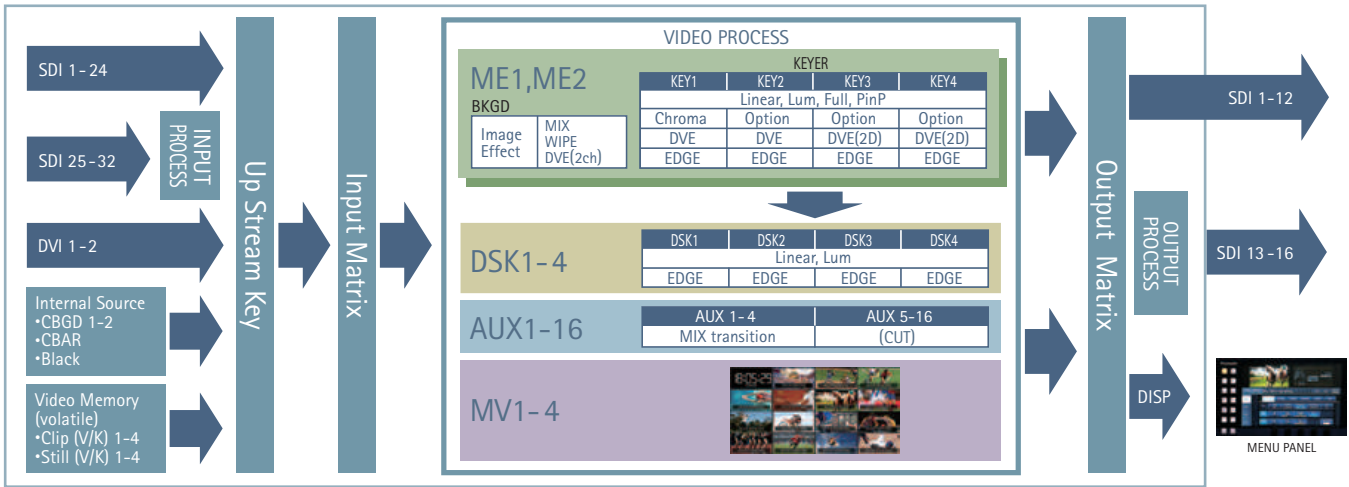 SDI 1-24
SDI 25-32
INPUT
PROCESS
DVI 1-2
Internal Source
•CBGD 1-2
•CBAR
•Black
Video Memory
(volatile)
•Clip (V/K) 1-4
•Still (V/K) 1-4
Up Stream Key
Input Matrix
VIDEO PROCESS
ME1,ME2
BKGD
Image
Effect
MIX
WIPE
DVE(2ch)
KEYER
KEY1 KEY2 KEY3 KEY4
Linear, Lum, Full, PinP
Chroma Option Option Option
DVE DVE DVE(2D) DVE(2D)
EDGE EDGE EDGE EDGE
DSK1-4
DSK1 DSK2 DSK3 DSK4
Linear, Lum
EDGE EDGE EDGE EDGE
AUX1-16
AUX 1-4 AUX 5-16
MIX transition (CUT)
MV1-4
18:05:25
Output Matrix
SDI 1-12
OUTPUT
PROCESS
SDI 13-16
DISP
MENU PANEL